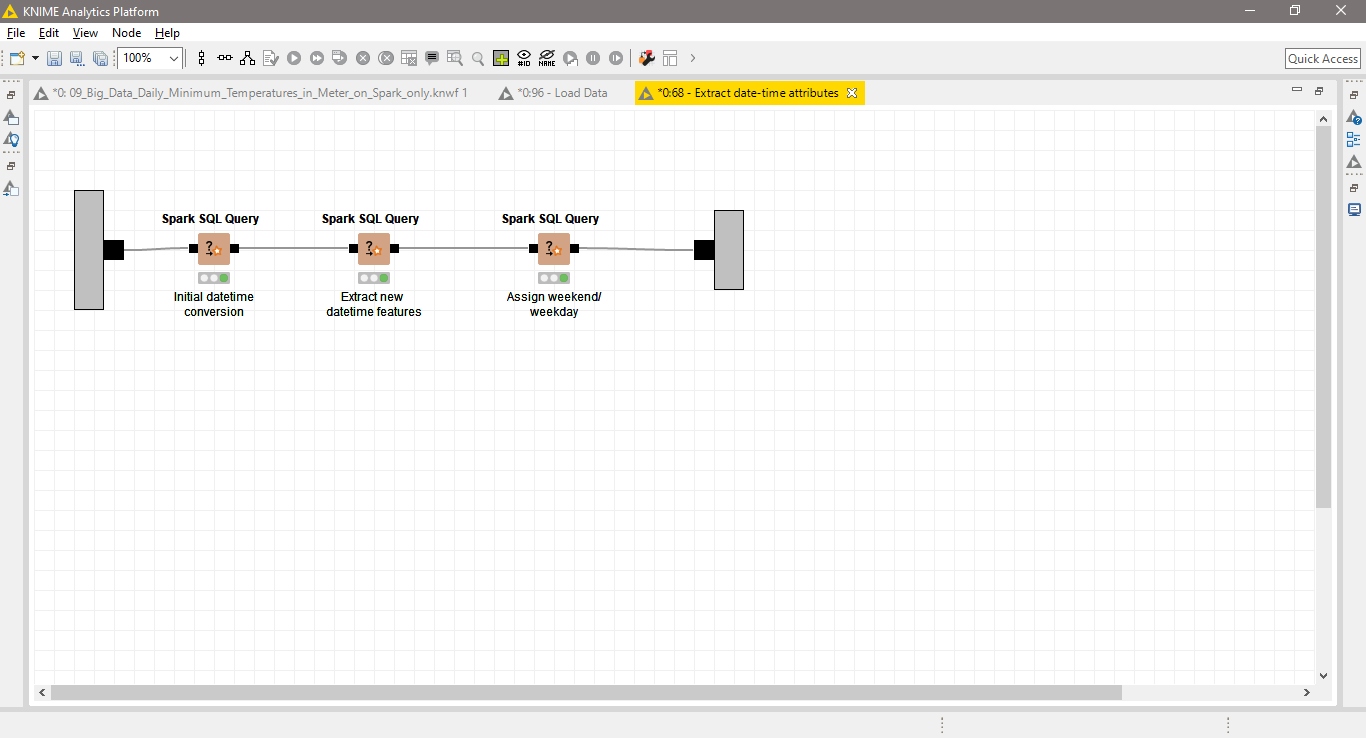 KNIME Analytics Platform
File Edit View Node Help
100%
#ID
NAME
Quick Access
*0: 09_Big_Data_Daily_Minimum_Temperatures_in_Meter_on_Spark_only.knwf 1
*0:96 - Load Data
*0:68 - Extract date-time attributes
Spark SQL Query
Spark SQL Query
Spark SQL Query
Initial datetime
conversion
Extract new
datetime features
Assign weekend/
weekday